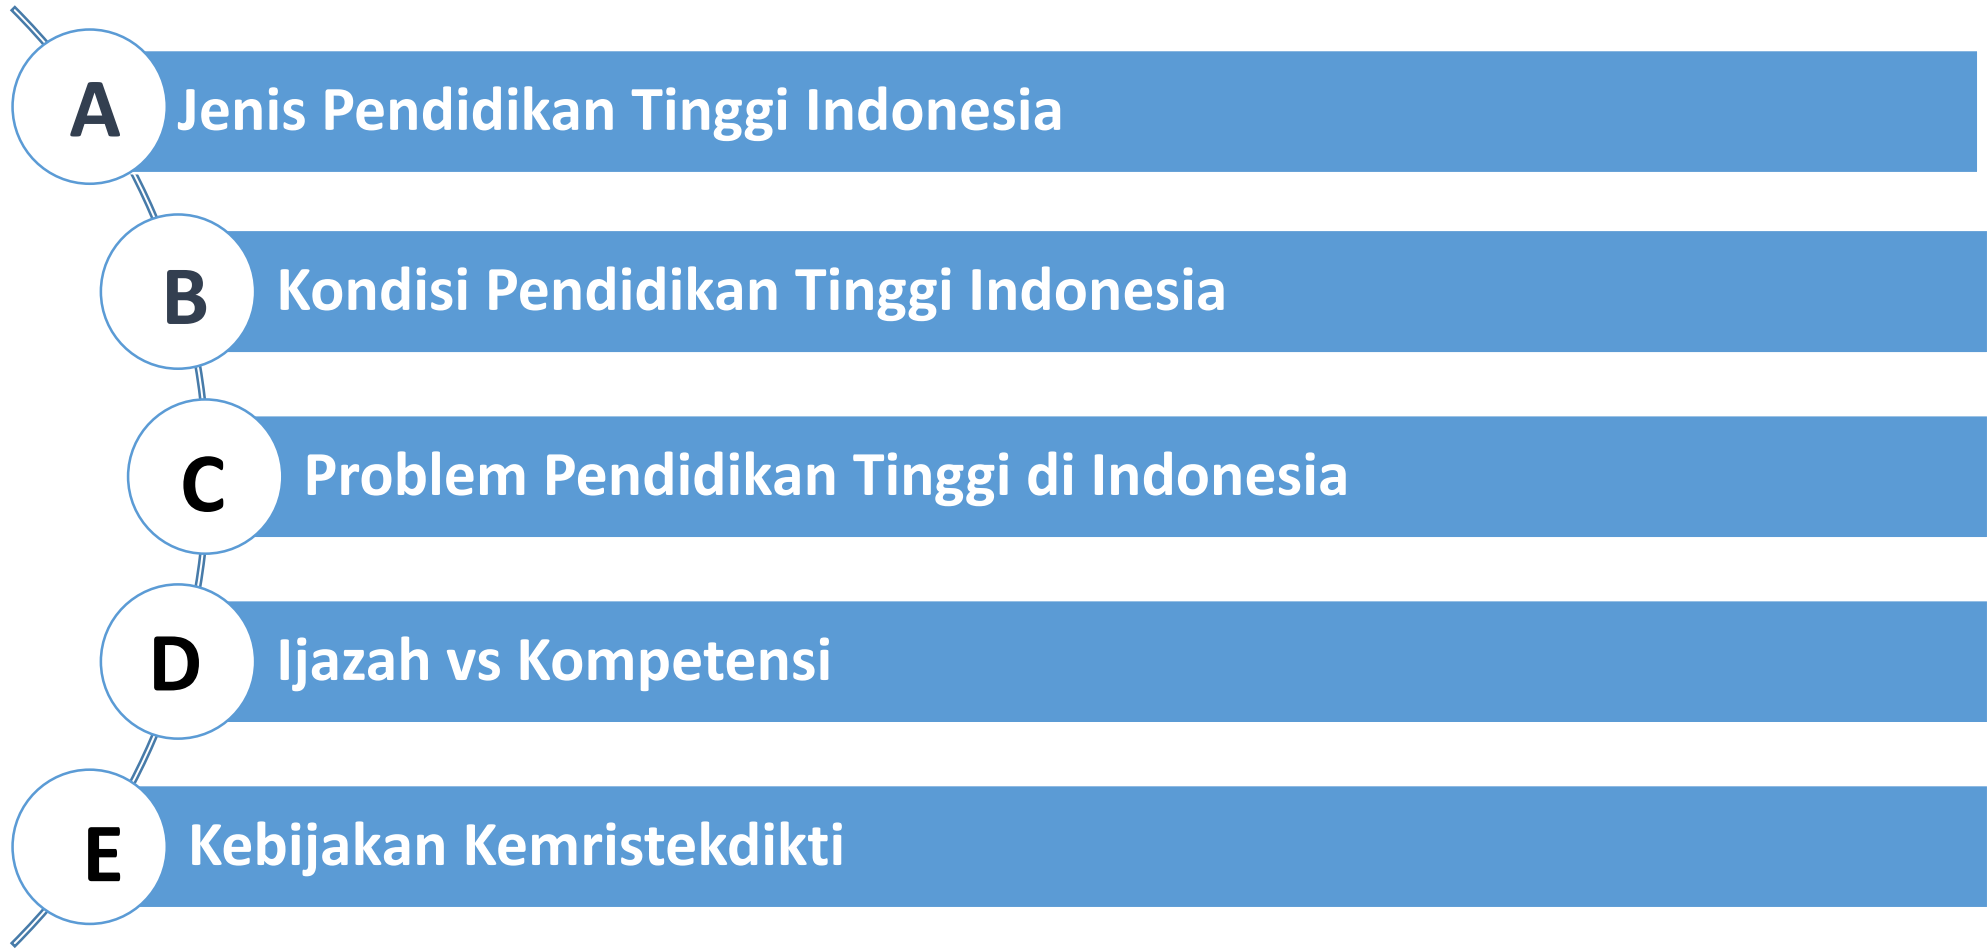 A Jenis Pendidikan Tinggi Indonesia
B Kondisi Pendidikan Tinggi Indonesia
C Problem Pendidikan Tinggi di Indonesia
D Ijazah vs Kompetensi
E Kebijakan Kemristekdikti